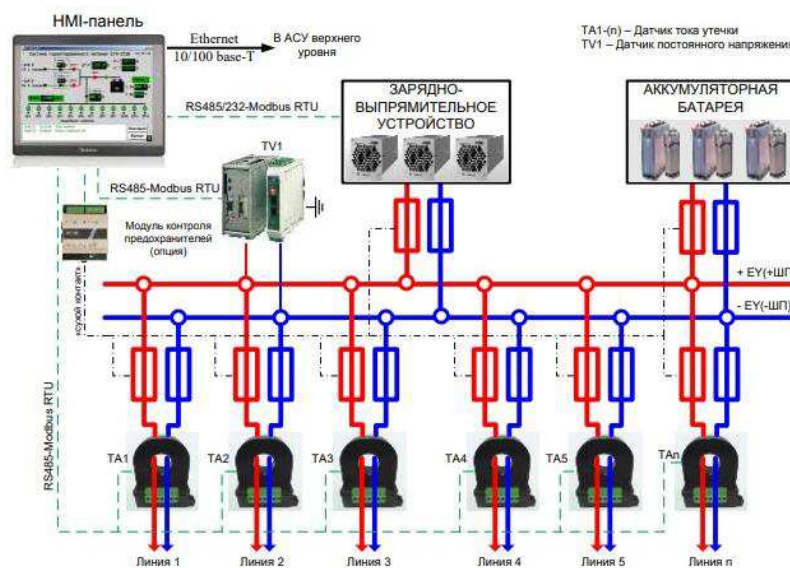 HMI-панель
Ethernet
10/100 base-T
В АСУ верхнего
уровня
TA1-(n) – Датчик тока утечки
TV1 – Датчик постоянного напряжения
RS485/232-Modbus RTU
ЗАРЯДНО-
ВЫПРЯМИТЕЛЬНОЕ
УСТРОЙСТВО
АККУМУЛЯТОРНАЯ
БАТАРЕЯ
TV1
RS485-Modbus RTU
Модуль контроля
предохранителей
(опция)
«сухой контакт»
+ EY(+ШП)
- EY(-ШП)
RS485-Modbus RTU
TA1
TA2
TA3
TA4
TA5
TAn
Линия 1
Линия 2
Линия 3
Линия 4
Линия 5
Линия n